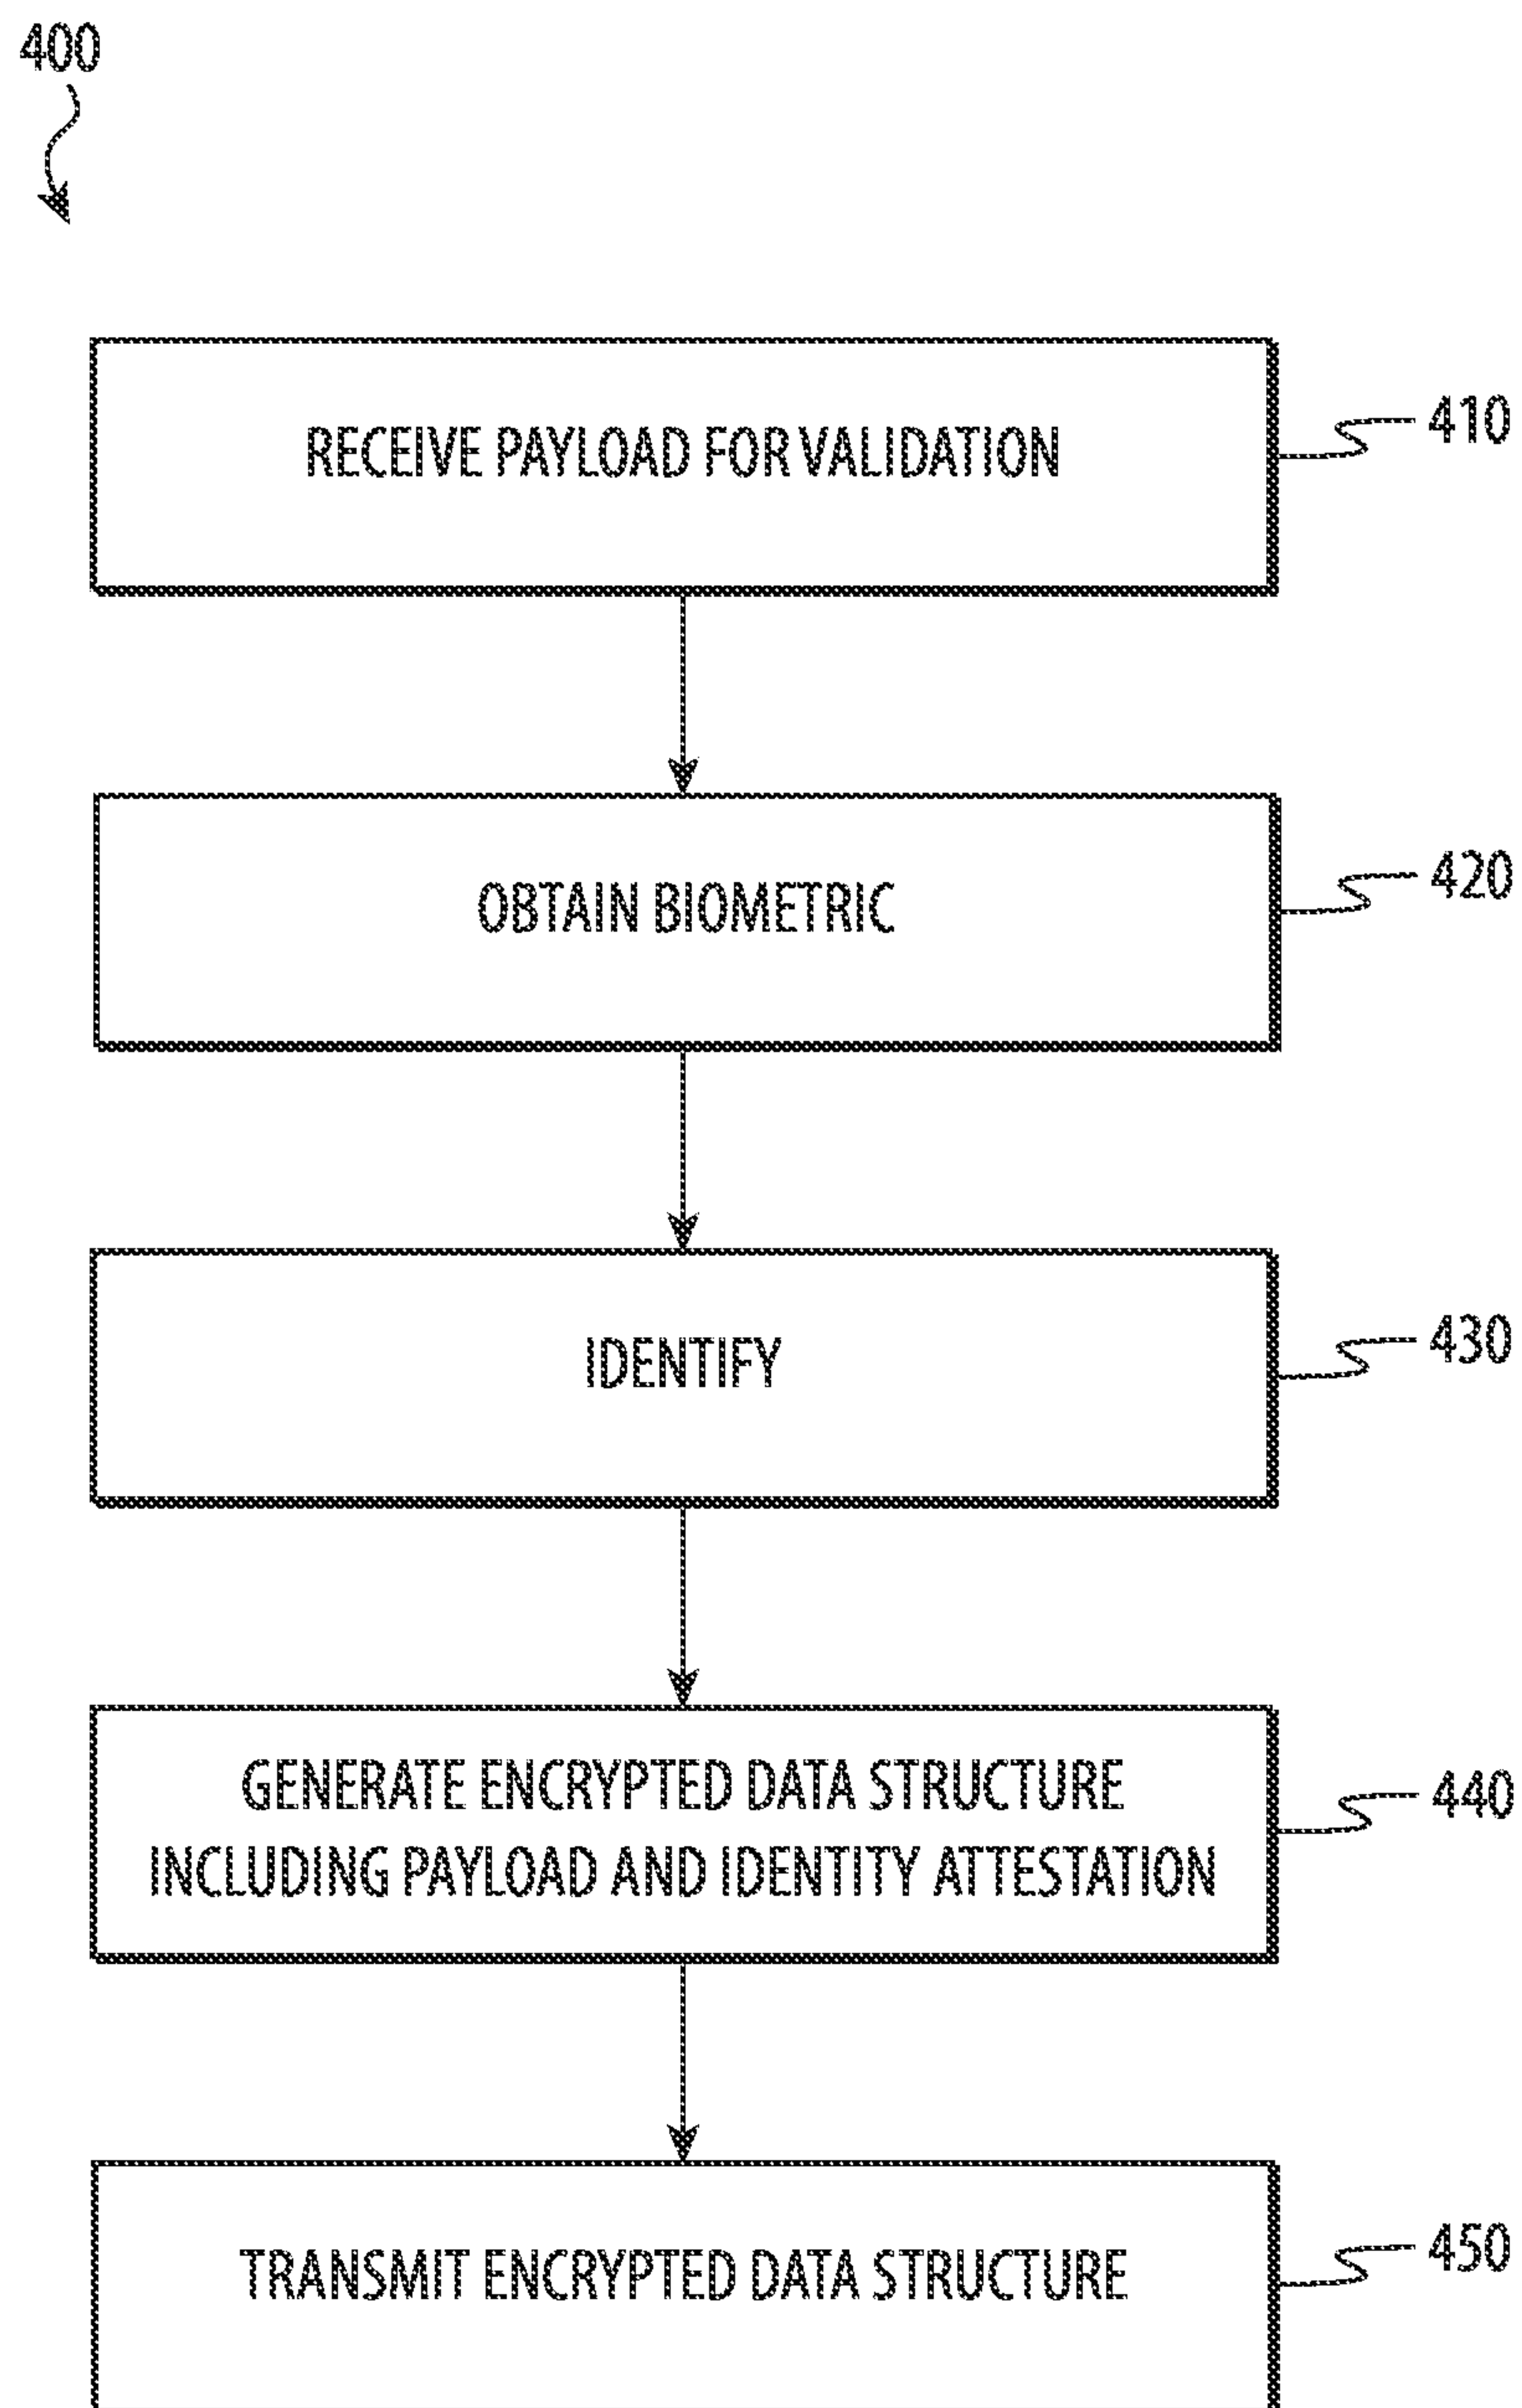 400
RECEIVE PAYLOAD FOR VALIDATION
410
OBTAIN BIOMETRIC
420
IDENTIFY
430
GENERATE ENCRYPTED DATA STRUCTURE
INCLUDING PAYLOAD AND IDENTITY ATTESTATION
440
TRANSMIT ENCRYPTED DATA STRUCTURE
450